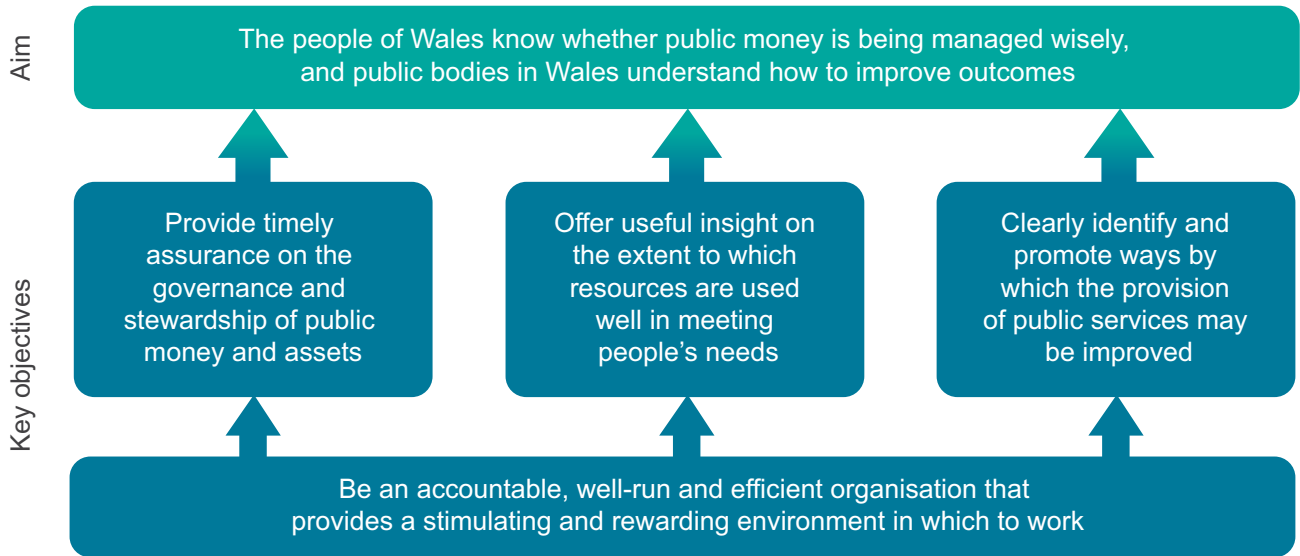 Aim
The people of Wales know whether public money is being managed wisely,
and public bodies in Wales understand how to improve outcomes
Key objectives
Provide timely
assurance on the
governance and
stewardship of public
money and assets
Offer useful insight on
the extent to which
resources are used
well in meeting
people’s needs
Clearly identify and
promote ways by
which the provision
of public services may
be improved
Be an accountable, well-run and efficient organisation that
provides a stimulating and rewarding environment in which to work